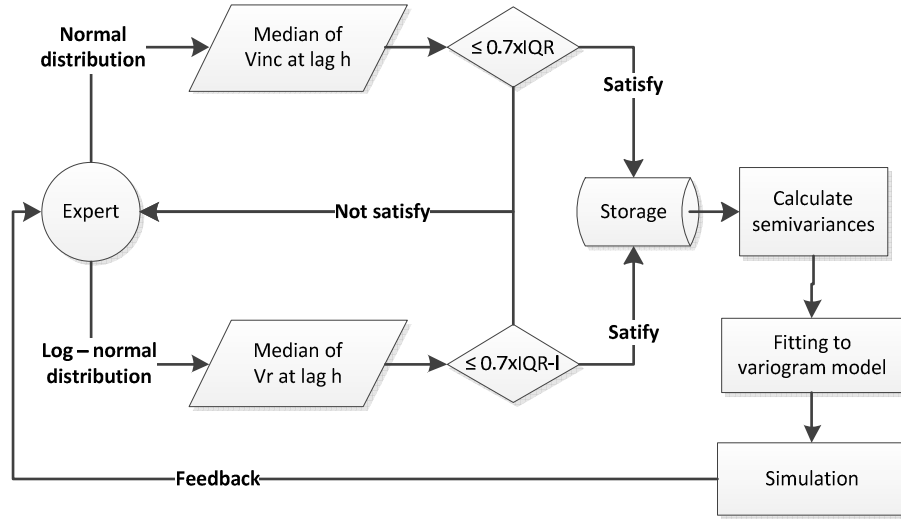 Normal
distribution
Median of
Vinc at lag h
≤ 0.7xIQR
Satisfy
Expert
Not satisfy
Storage
Calculate
semivariances
Log – normal
distribution
Median of
Vr at lag h
≤ 0.7xIQR-l
Satify
Fitting to
variogram model
Feedback
Simulation